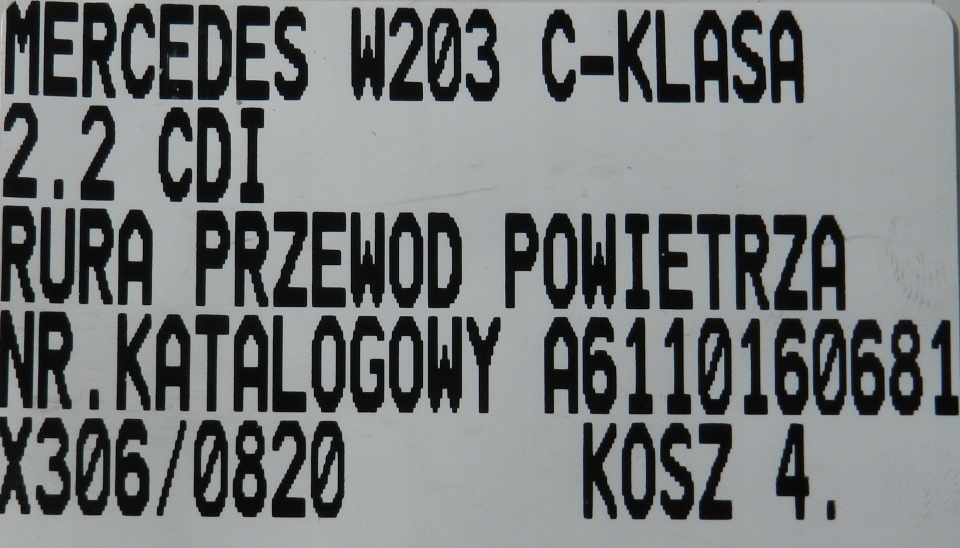 MERCEDES W203 C-KLASA
2.2 CDI
RURA PRZEWOD POWIETRZA
NR.KATALOGOWY A6110160681
X306/0820 KOSZ 4.